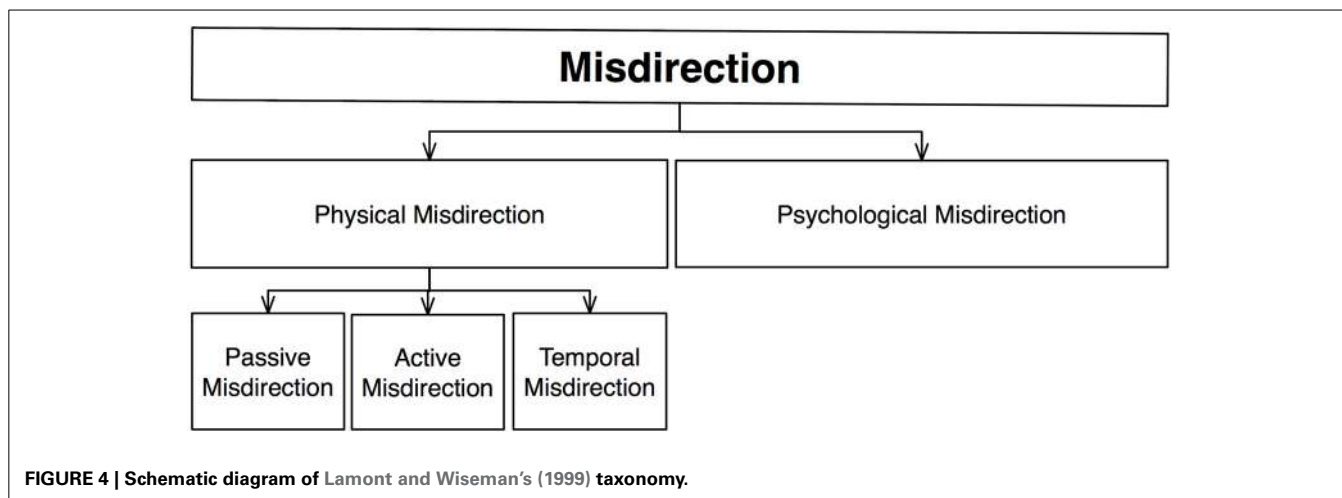 Misdirection
Physical Misdirection
Psychological Misdirection
Passive
Misdirection
Active
Misdirection
Temporal
Misdirection
FIGURE 4 | Schematic diagram of Lamont and Wiseman's (1999) taxonomy.